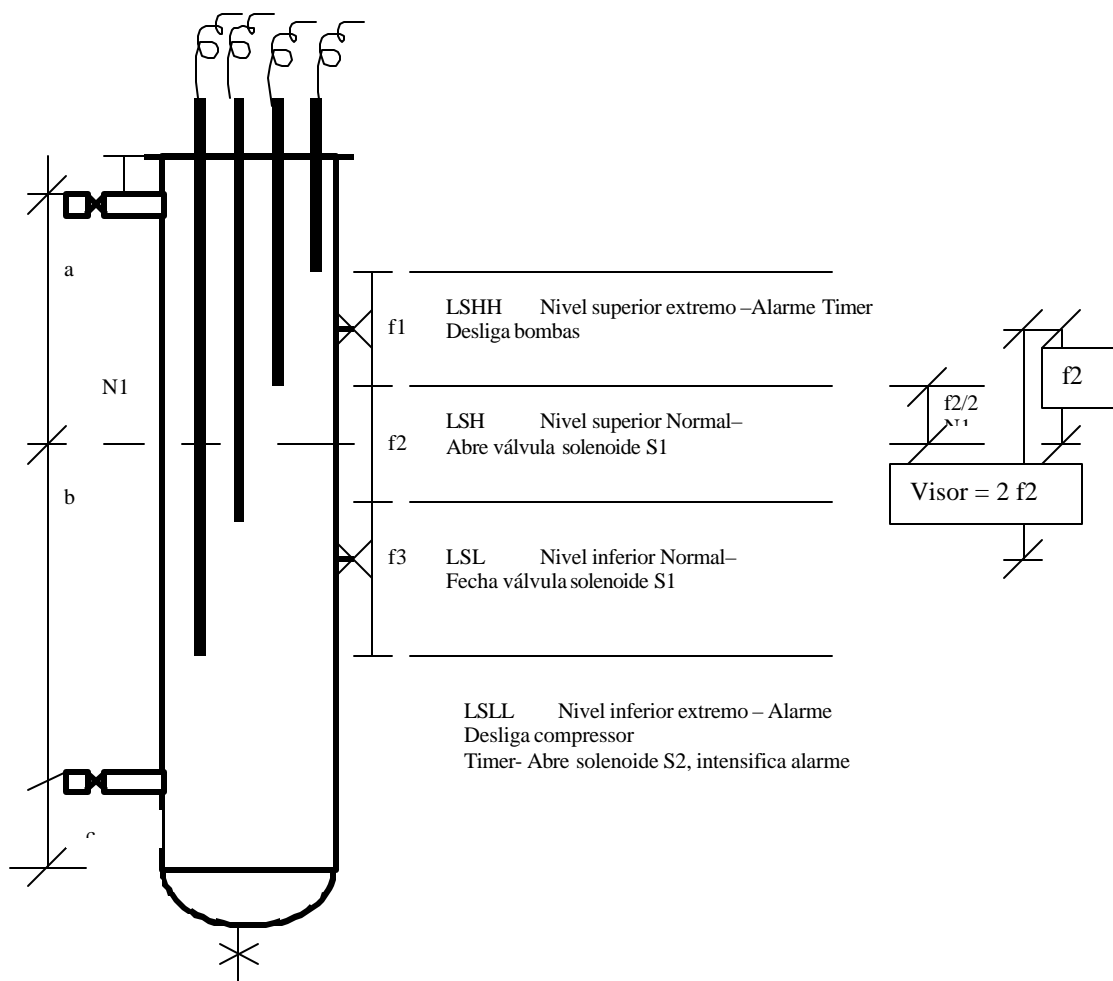 a
f1
LSHH Nivel superior extremo –Alarme Timer
Desliga bombas
N1
f2
LSH Nivel superior Normal–
Abre válvula solenoide S1
f2
f2/2
N1
b
Visor = 2 f2
f3
LSL Nivel inferior Normal–
Fecha válvula solenoide S1
LSLL Nivel inferior extremo – Alarme
Desliga compressor
Timer- Abre solenoide S2, intensifica alarme